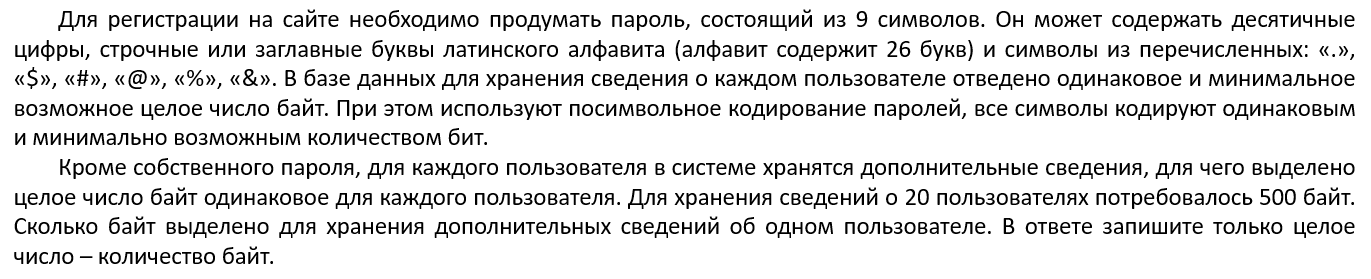 Для регистрации на сайте необходимо продумать пароль, состоящий из 9 символов. Он может содержать десятичные
цифры, строчные или заглавные буквы латинского алфавита (алфавит содержит 26 букв) и символы из перечисленных: «.»,
«$», «#», «@», «%», «&». В базе данных для хранения сведения о каждом пользователе отведено одинаковое и минимальное
возможное целое число байт. При этом используют посимвольное кодирование паролей, все символы кодируют одинаковым
и минимально возможным количеством бит.
Кроме собственного пароля, для каждого пользователя в системе хранятся дополнительные сведения, для чего выделено
целое число байт одинаковое для каждого пользователя. Для хранения сведений о 20 пользователях потребовалось 500 байт.
Сколько байт выделено для хранения дополнительных сведений об одном пользователе. В ответе запишите только целое
число – количество байт.